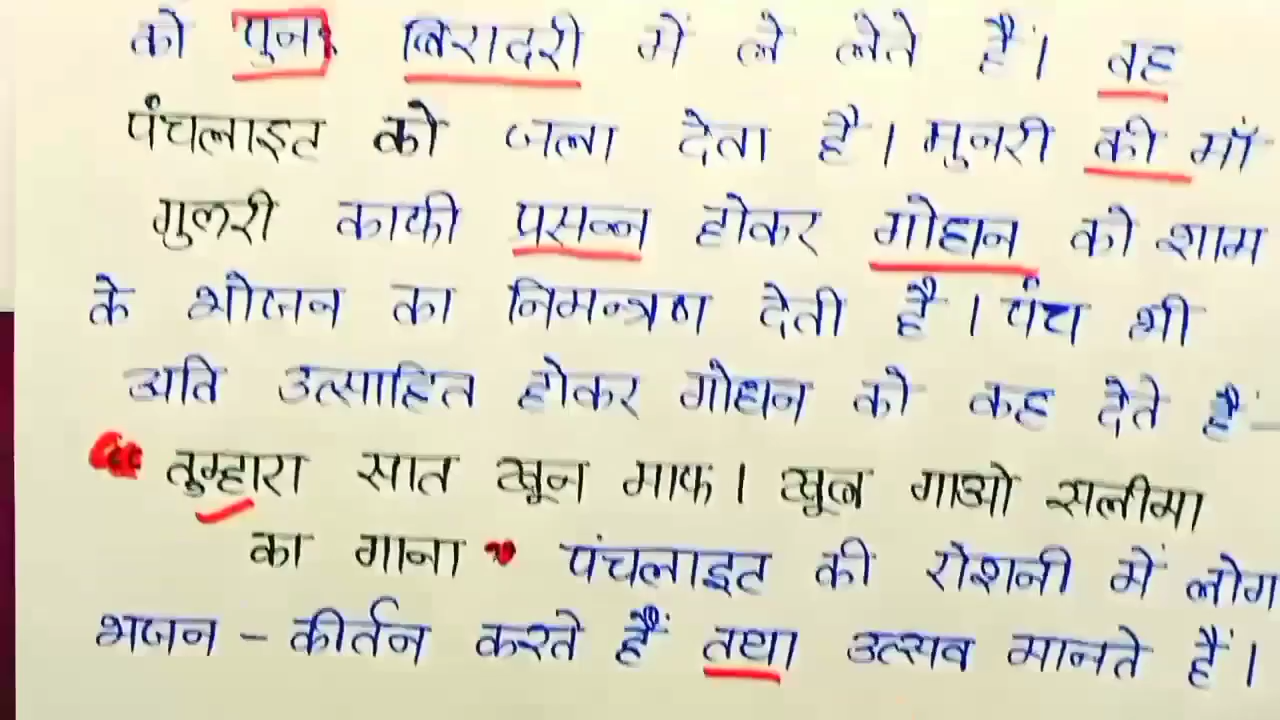 को पुनः बिरादरी में ले लेते हैं। वह
पंचलाइट को जला देता है। मुनरी की माँ
गुलरी काफी प्रसन्न होकर गोधन को शाम
के भोजन का निमन्त्रण देती है। पंच भी
अति उत्साहित होकर गोधन को कह देते हैं
“तुम्हारा सात खून माफ। खूब गाओ सलीमा
का गाना” पंचलाइट की रोशनी में लोग
भजन - कीर्तन करते हैं तथा उत्सव मानते हैं।